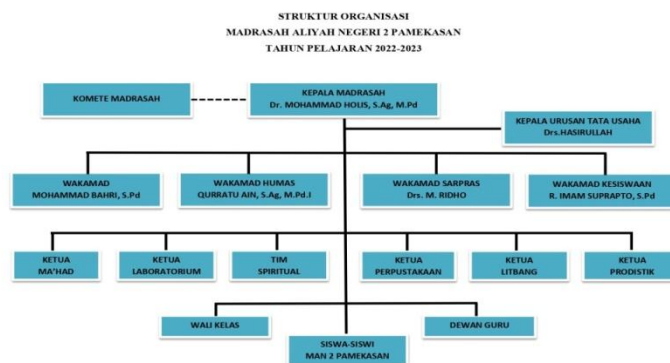 STRUKTUR ORGANISASI
MADRASAH ALIYAH NEGERI 2 PAMEKASAN
TAHUN PELAJARAN 2022-2023
KOMETE MADRASAH
KEPALA MADRASAH
Dr. MOHAMMAD HOLIS, S.Ag, M.Pd
KEPALA URUSAN TATA USAHA
Drs.HASIRULLAH
WAKAMAD
MOHAMMAD BAHRI, S.Pd
WAKAMAD HUMAS
QURRATU AIN, S.Ag, M.Pd.I
WAKAMAD SARPRAS
Drs. M. RIDHO
WAKAMAD KESISWAAN
R. IMAM SUPRAPTO, S.Pd
KETUA
MA'HAD
KETUA
LABORATORIUM
TIM
SPIRITUAL
KETUA
PERPUSTAKAAN
KETUA
LITBANG
KETUA
PRODISTIK
WALI KELAS
DEWAN GURU
SISWA-SISWI
MAN 2 PAMEKASAN